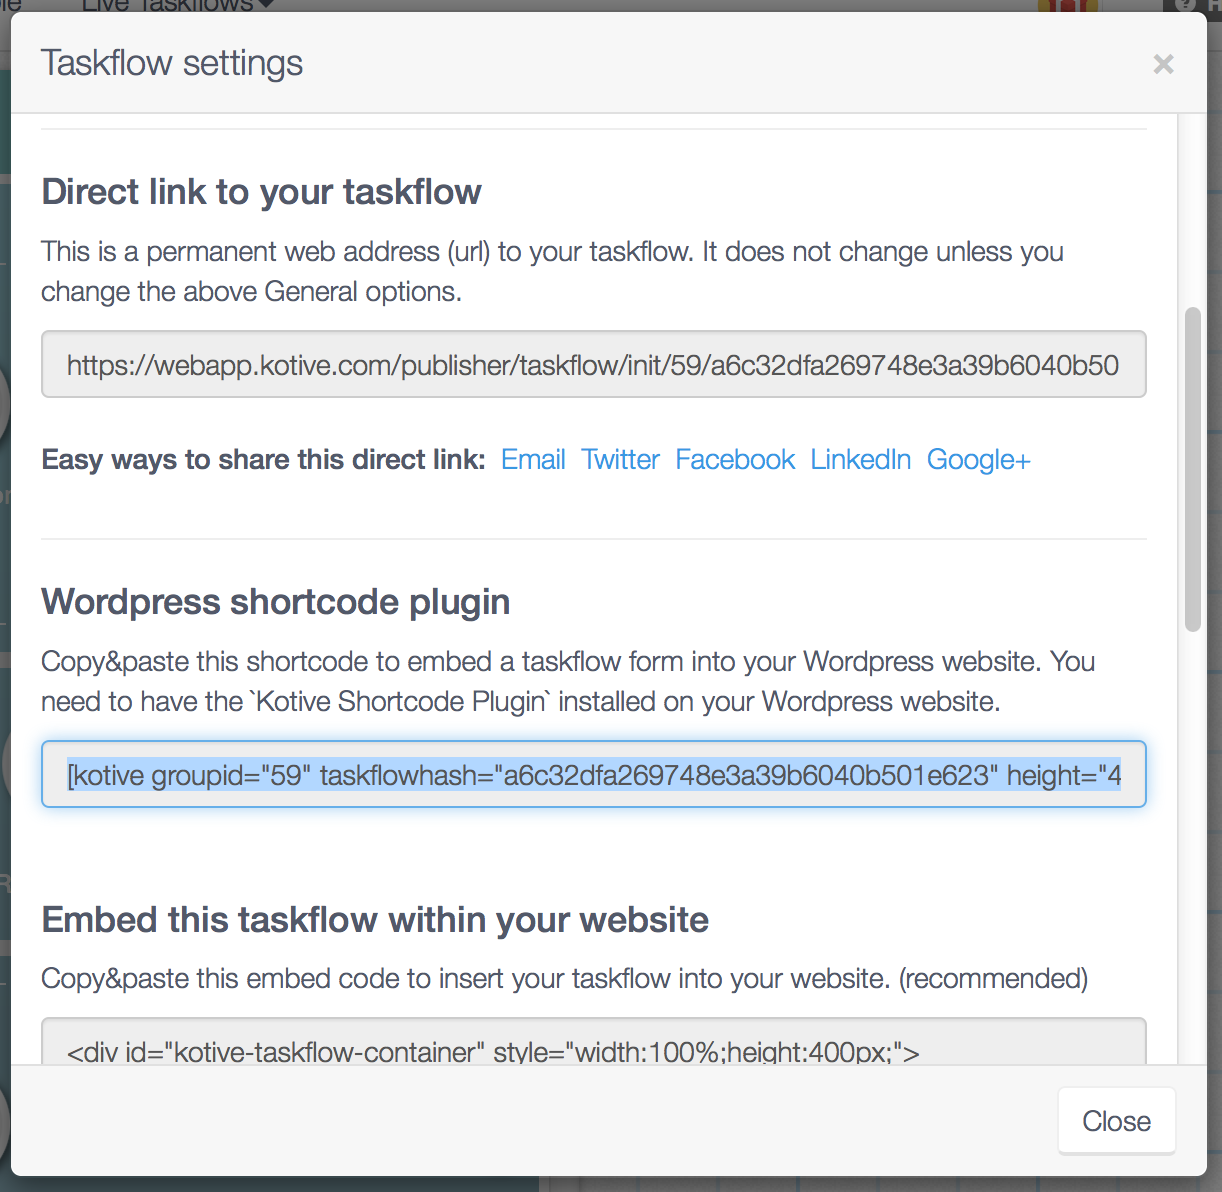 Live Taskflows
Taskflow settings
×
Direct link to your taskflow
This is a permanent web address (url) to your taskflow. It does not change unless you
change the above General options.
https://webapp.kotive.com/publisher/taskflow/init/59/a6c32dfa269748e3a39b6040b50
Easy ways to share this direct link: Email Twitter Facebook LinkedIn Google+
Wordpress shortcode plugin
Copy&paste this shortcode to embed a taskflow form into your Wordpress website. You
need to have the `Kotive Shortcode Plugin` installed on your Wordpress website.
[kotive groupid="59" taskflowhash="a6c32dfa269748e3a39b6040b501e623" height="4
Embed this taskflow within your website
Copy&paste this embed code to insert your taskflow into your website. (recommended)
<div id="kotive-taskflow-container" style="width:100%;height:400px;">
Close